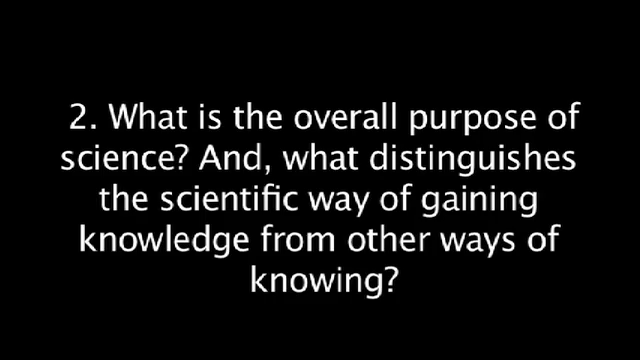 2. What is the overall purpose of
science? And, what distinguishes
the scientific way of gaining
knowledge from other ways of
knowing?